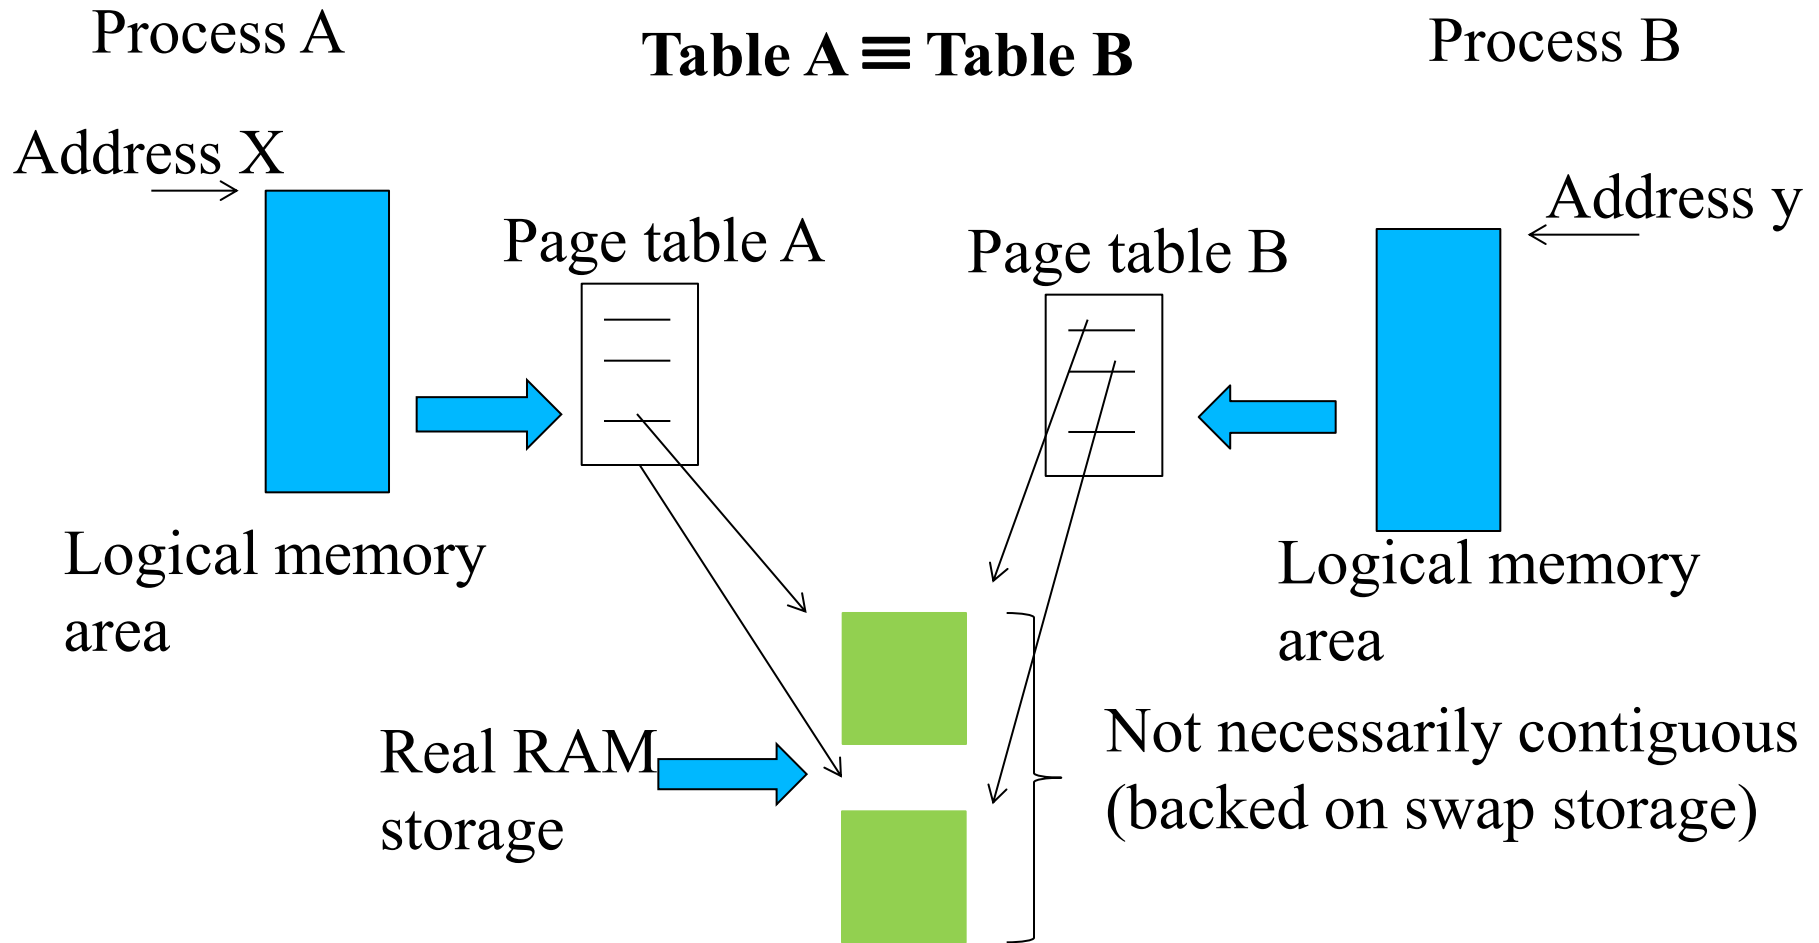 Process A
Table A ≡ Table B
Process B
Address X
Address y
Page table A
Page table B
Logical memory
area
Logical memory
area
Real RAM
storage
Not necessarily contiguous
(backed on swap storage)